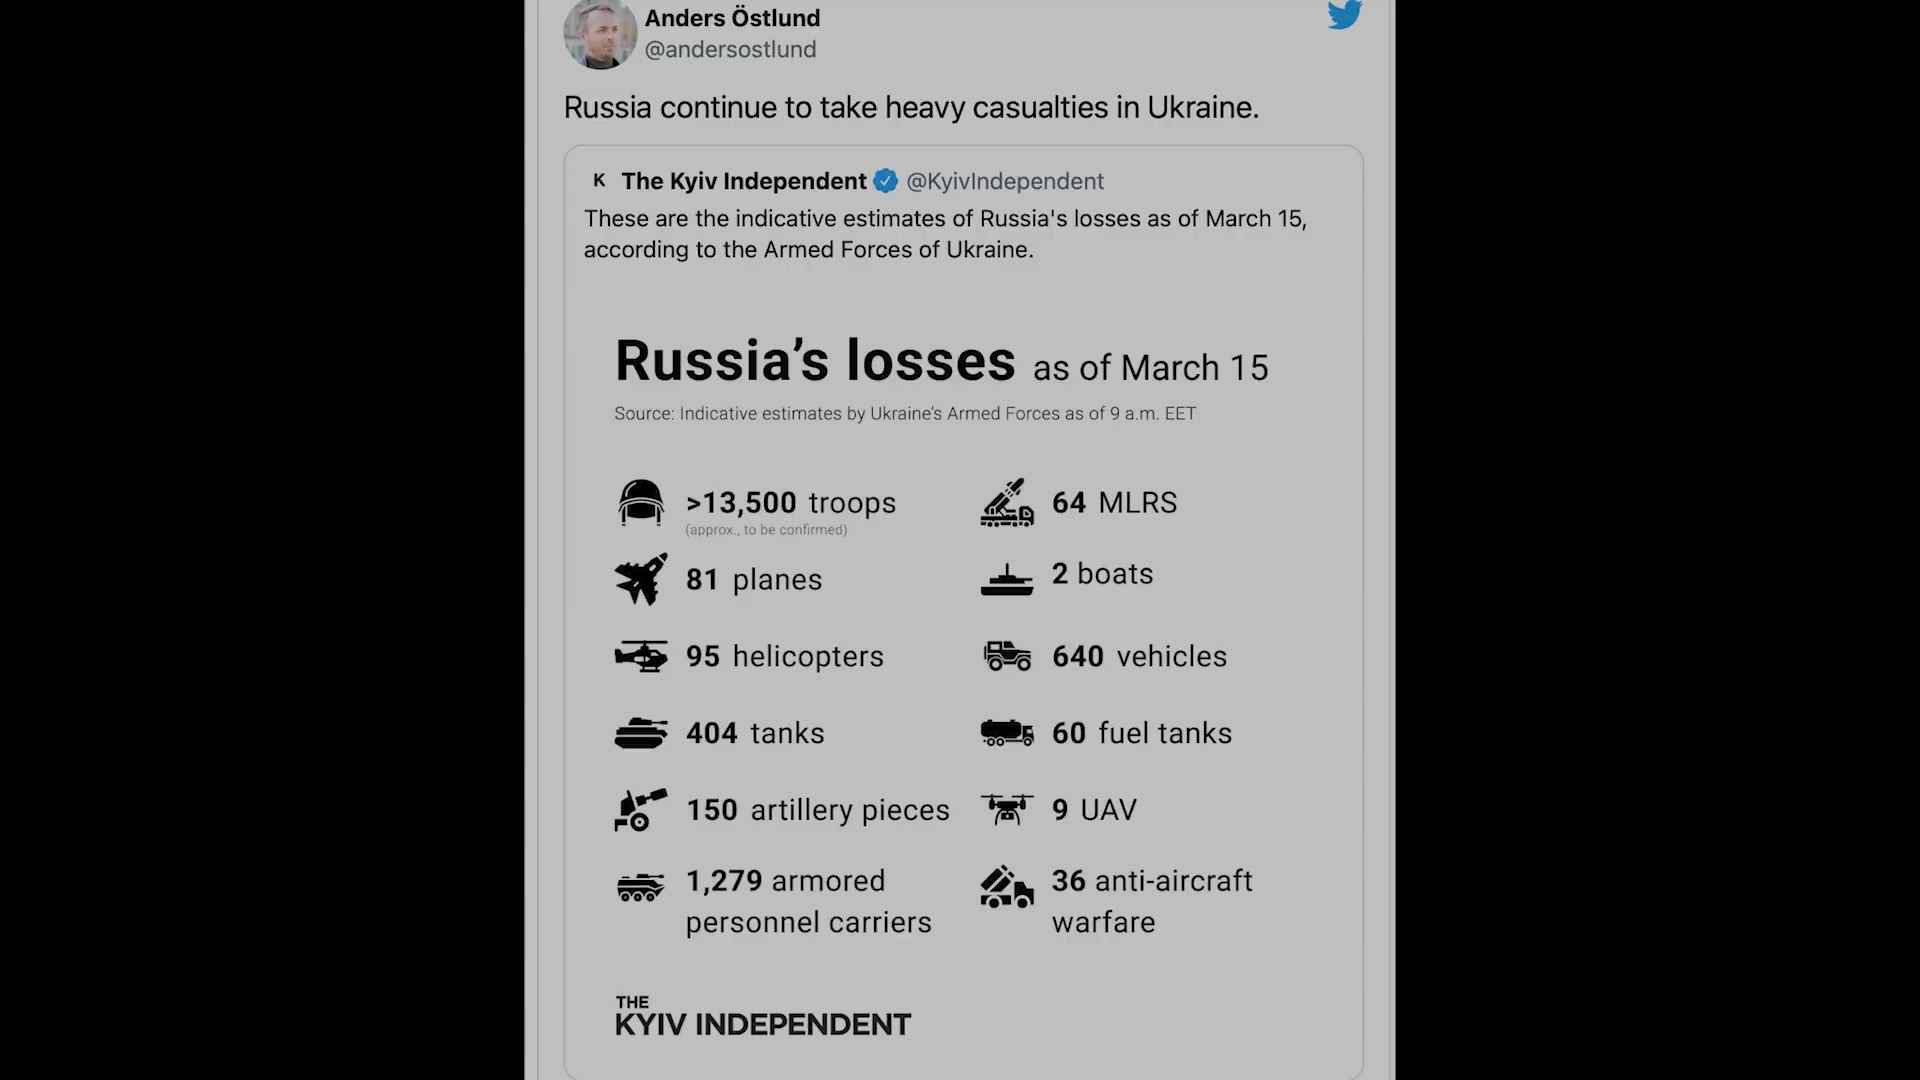 Anders Östlund
@andersostlund
Russia continue to take heavy casualties in Ukraine.
K The Kyiv Independent @KyivIndependent
These are the indicative estimates of Russia's losses as of March 15,
according to the Armed Forces of Ukraine.
Russia’s losses as of March 15
Source: Indicative estimates by Ukraine’s Armed Forces as of 9 a.m. EET
>13,500 troops
(approx., to be confirmed)
81 planes
95 helicopters
404 tanks
150 artillery pieces
1,279 armored
personnel carriers
64 MLRS
2 boats
640 vehicles
60 fuel tanks
9 UAV
36 anti-aircraft
warfare
THE
KYIV INDEPENDENT